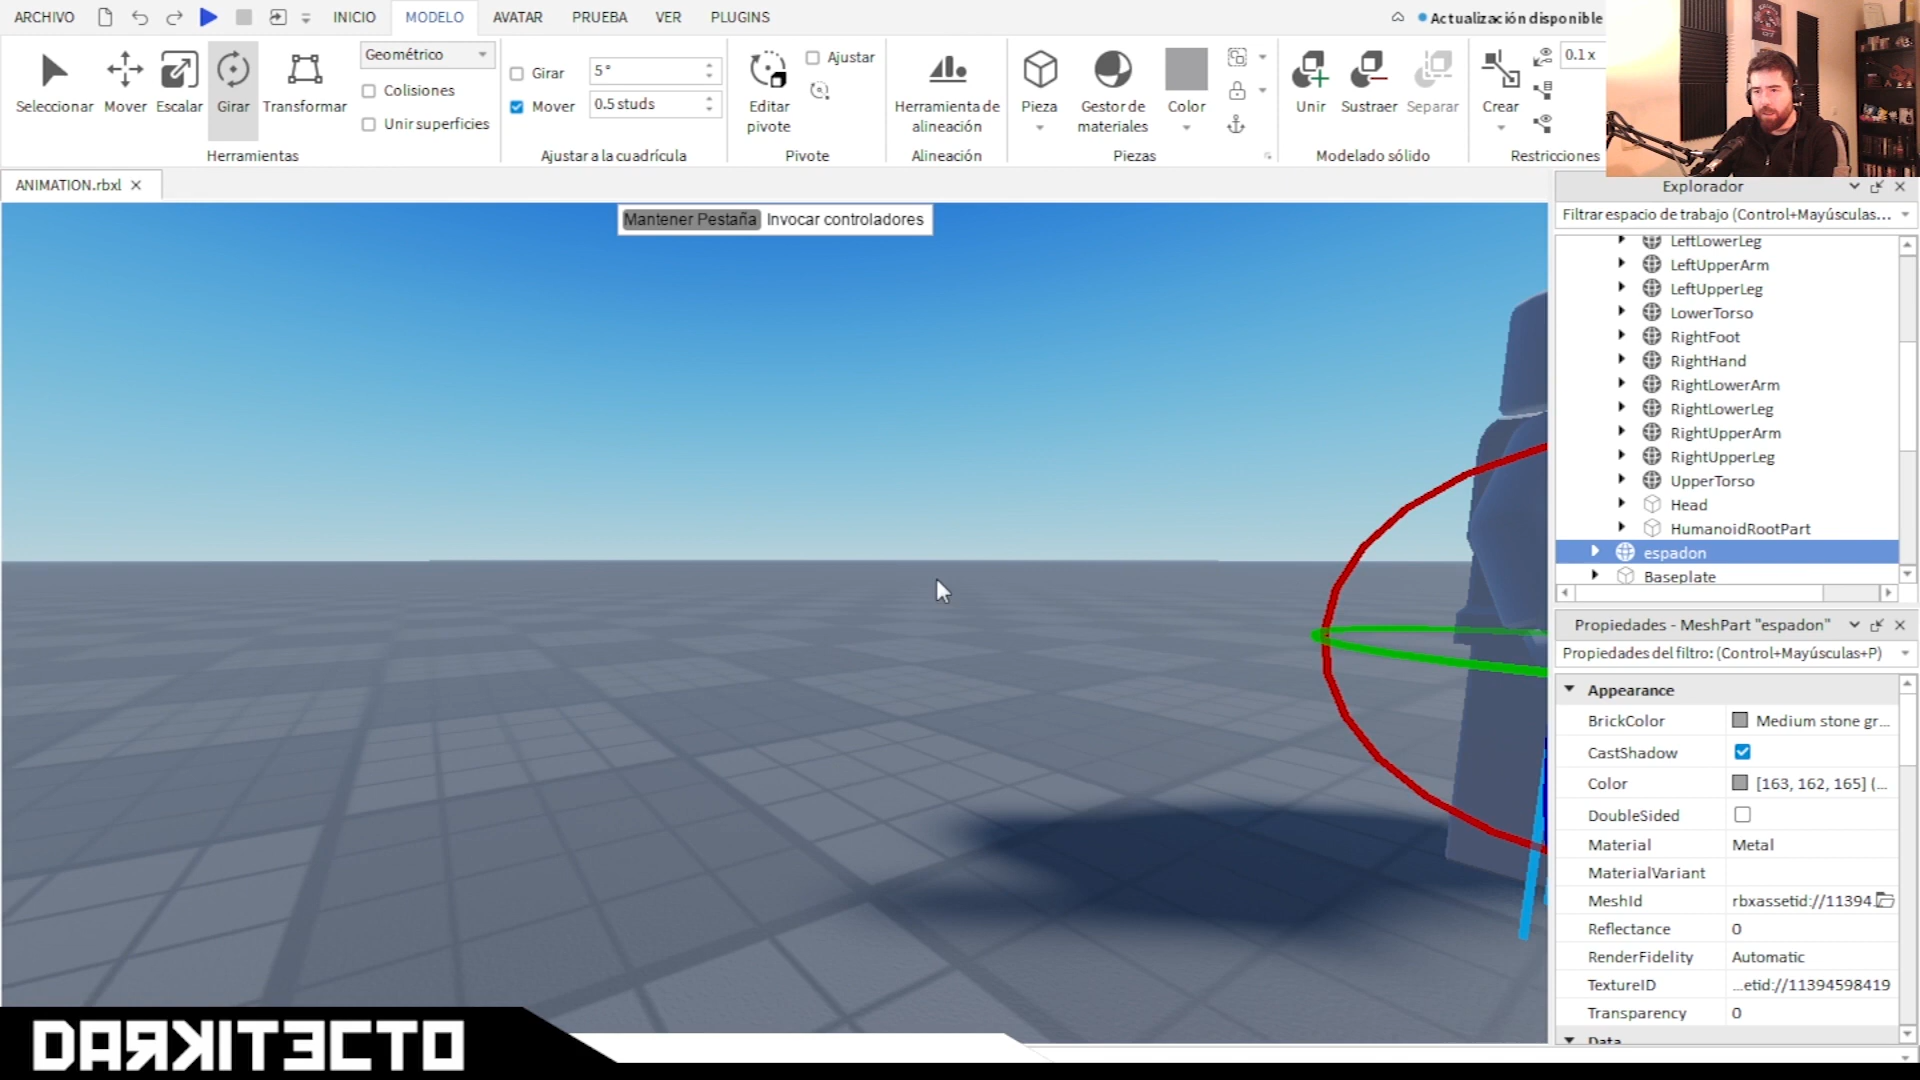 ARCHIVO
INICIO
MODELO
AVATAR
PRUEBA
VER
PLUGINS
Actualización disponible
Seleccionar
Mover
Escalar
Girar
Transformar
Geométrico
Colisiones
Unir superficies
Herramientas
Girar
5°
Mover
0.5 studs
Ajustar a la cuadrícula
Editar
pivote
Ajustar
Pivote
Herramienta de
alineación
Alineación
Pieza
Gestor de
materiales
Color
Piezas
Unir
Sustraer
Separar
Modelado sólido
Crear
0.1 x
Restricciones
ANIMATION.rbxl
Mantener Pestaña Invocar controladores
Explorador
Filtrar espacio de trabajo (Control+Mayúsculas...
LeftLowerLeg
LeftUpperArm
LeftUpperLeg
LowerTorso
RightFoot
RightHand
RightLowerArm
RightLowerLeg
RightUpperArm
RightUpperLeg
UpperTorso
Head
HumanoidRootPart
espadon
Baseplate
Propiedades - MeshPart "espadon"
Propiedades del filtro: (Control+Mayúsculas+P)
Appearance
BrickColor Medium stone gr...
CastShadow
Color [163, 162, 165] (...
DoubleSided
Material Metal
MaterialVariant
MeshId rbxassetid://11394.
Reflectance 0
RenderFidelity Automatic
TextureID ...etid://11394598419
Transparency 0
Data
DARKITECTO